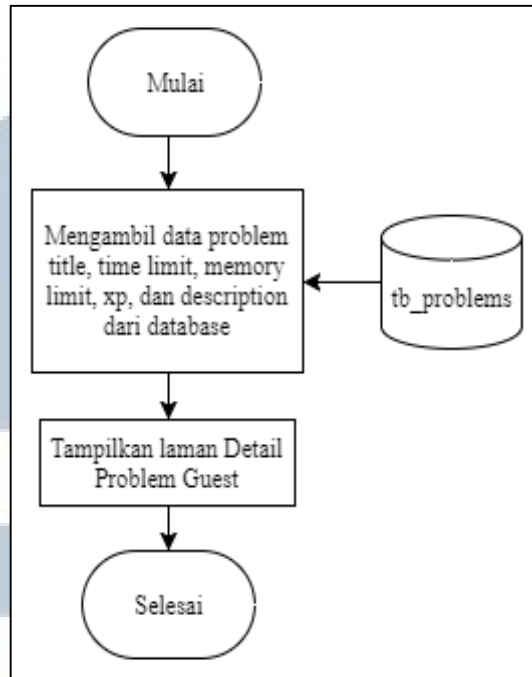 Mulai
Mengambil data problem
title, time limit, memory
limit, xp, dan description
dari database
tb_problems
Tampilkan laman Detail
Problem Guest
Selesai